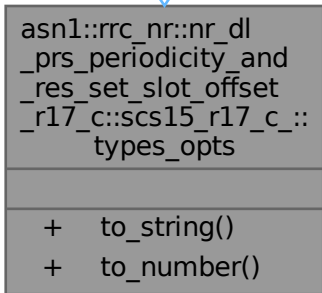 asn1::rrc_nr::nr_dl
_prs_periodicity_and
_res_set_slot_offset
_r17_c::scs15_r17_c_::
types_opts
+ to_string()
+ to_number()